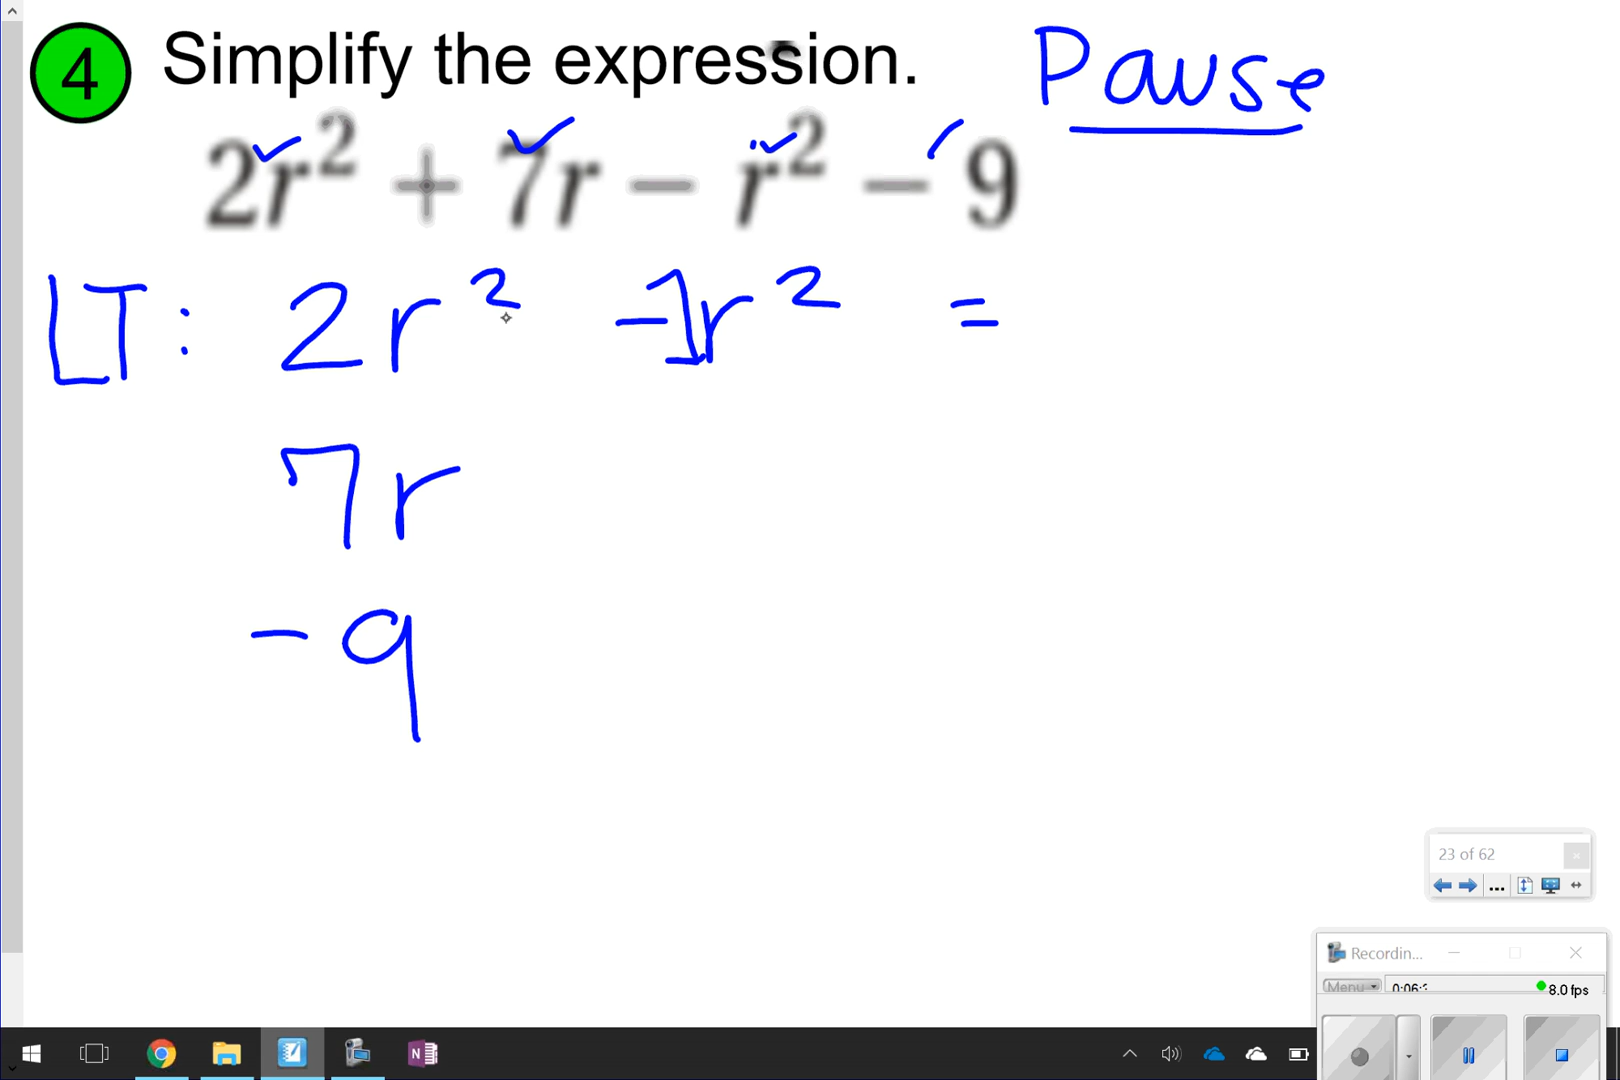 4 Simplify the expression. Pause
2r² + 7r − r² − 9
LT: 2r² −1r² =
7r
−9
23 of 62
...
Recordin...
Menu
8.0 fps
N